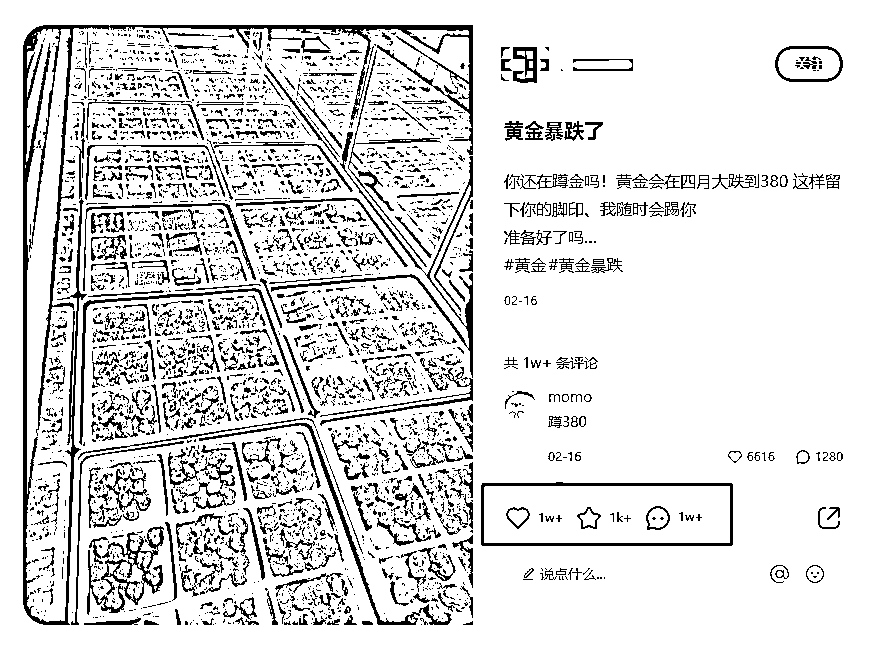 关注
黄金暴跌了
你还在蹲金吗！黄金会在四月大跌到380 这样留
下你的脚印、我随时会踢你
准备好了吗...
#黄金#黄金暴跌
02-16
共 1w+ 条评论
momo
蹲380
02-16
6616
1280
1w+
1k+
1w+
说点什么...